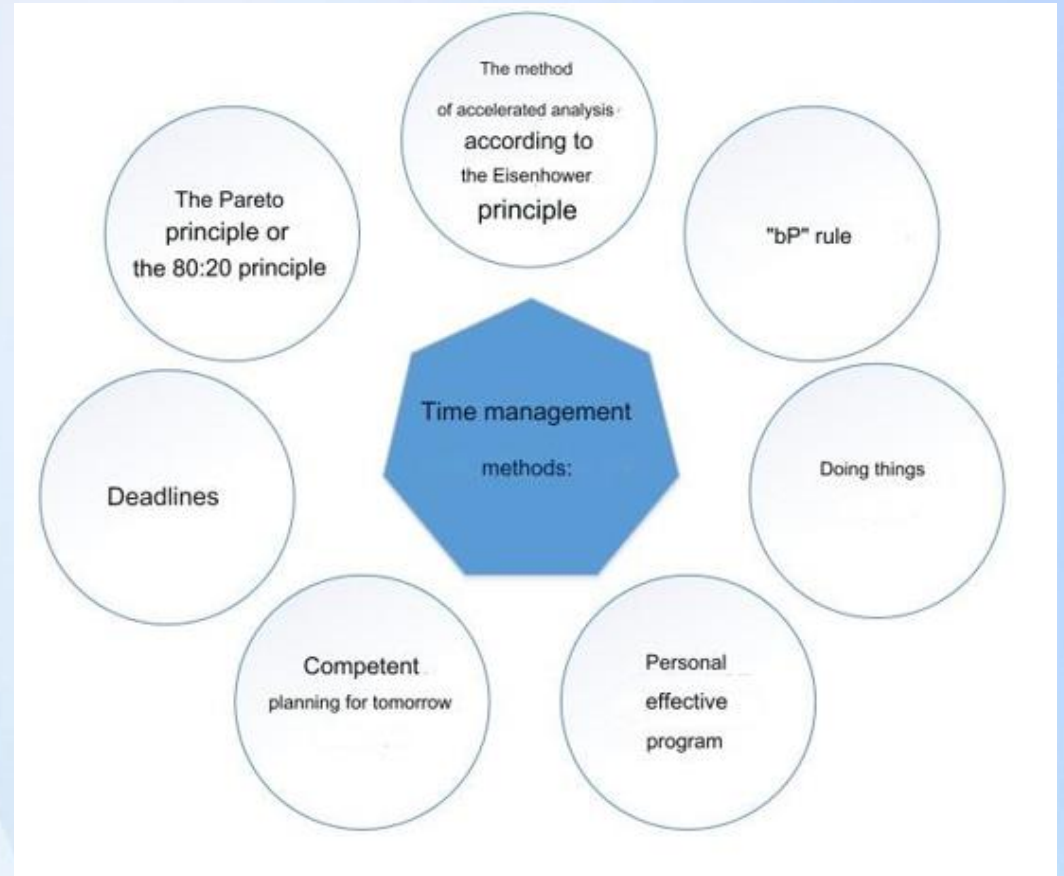 The method
of accelerated analysis
according to
the Eisenhower
principle
The Pareto
principle or
the 80:20 principle
"bP" rule
Time management
methods:
Deadlines
Doing things
Competent
planning for tomorrow
Personal
effective
program